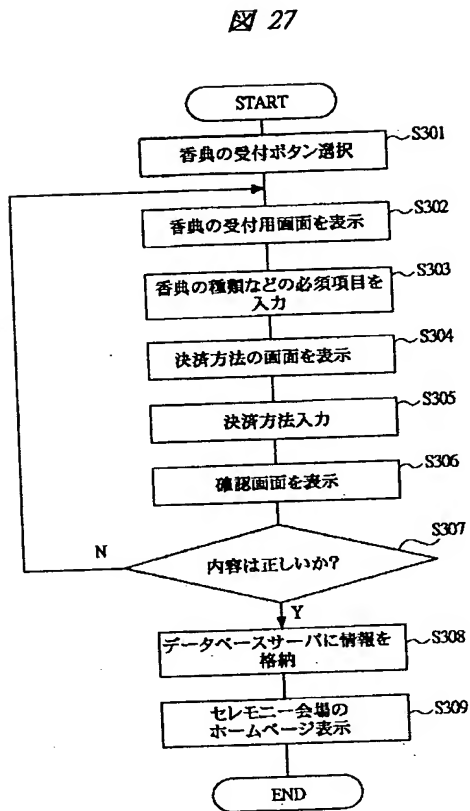 図 27
START
香典の受付ボタン選択
S301
香典の受付用画面を表示
S302
香典の種類などの必須項目を
入力
S303
決済方法の画面を表示
S304
決済方法入力
S305
確認画面を表示
S306
内容は正しいか?
S307
N
Y
データベースサーバに情報を
格納
S308
セレモニー会場の
ホームページ表示
S309
END